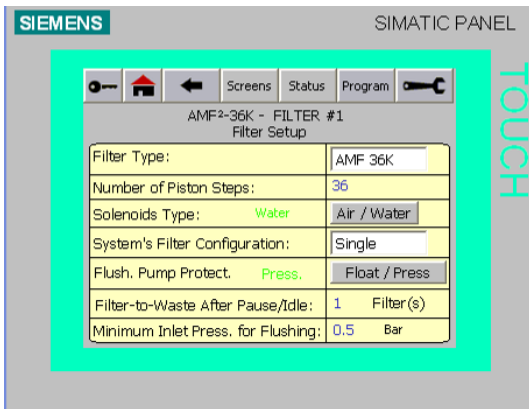 SIEMENS
SIMATIC PANEL
TOUCH
Screens Status Program
AMF²-36K - FILTER #1
Filter Setup
Filter Type: AMF 36K
Number of Piston Steps: 36
Solenoids Type: Water Air / Water
System's Filter Configuration: Single
Flush. Pump Protect. Press. Float / Press
Filter-to-Waste After Pause/Idle: 1 Filter(s)
Minimum Inlet Press. for Flushing: 0.5 Bar